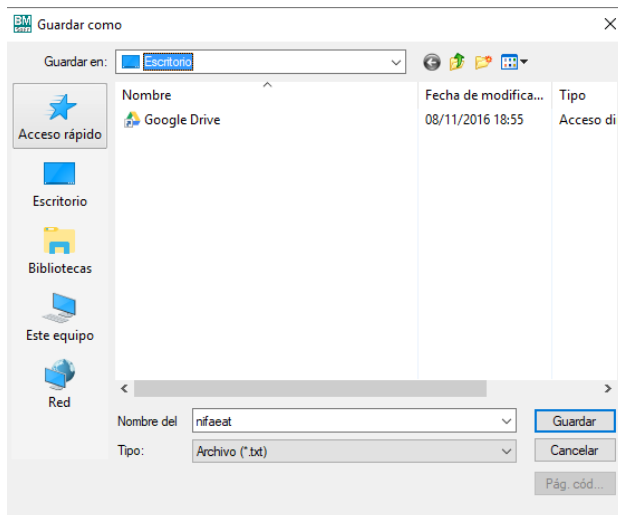 BM
Guardar como
Guardar en:
Escritorio
Nombre
Fecha de modifica...
Tipo
Google Drive
08/11/2016 18:55
Acceso di
Acceso rápido
Escritorio
Bibliotecas
Este equipo
Red
Nombre del
nifaeat
Guardar
Tipo:
Archivo (*.txt)
Cancelar
Pág. cód...